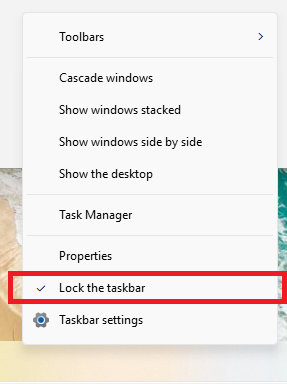 Toolbars
Cascade windows
Show windows stacked
Show windows side by side
Show the desktop
Task Manager
Properties
Lock the taskbar
Taskbar settings